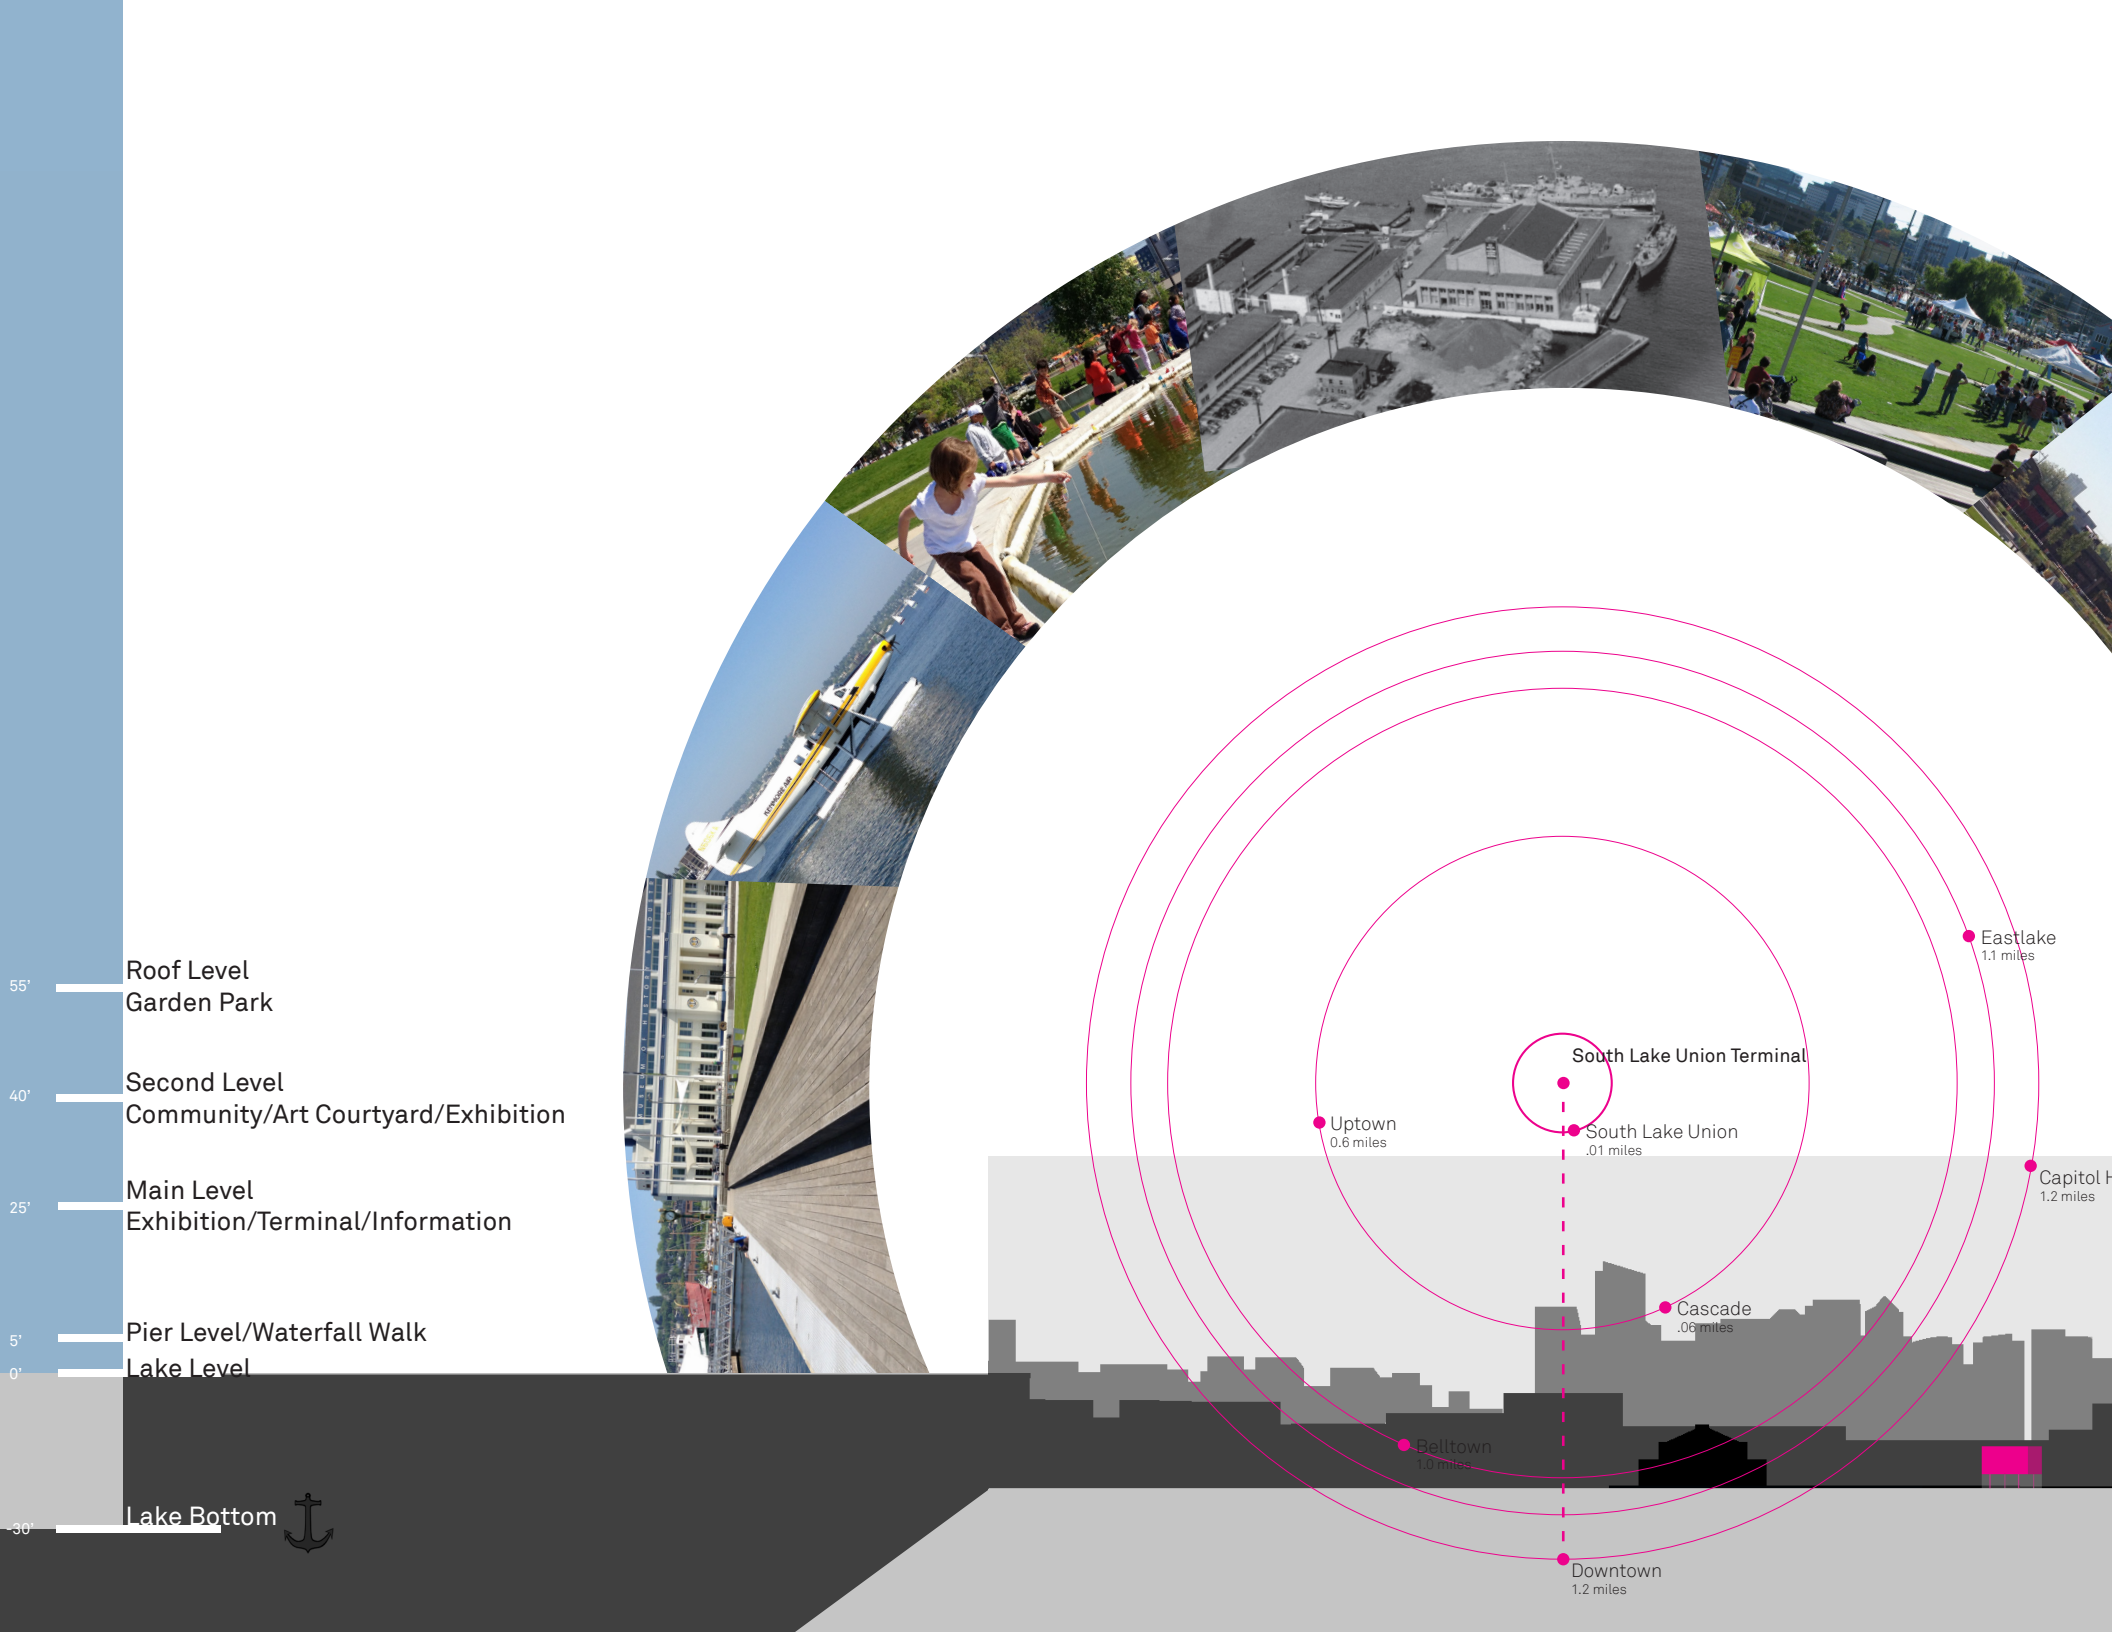 55'
Roof Level
Garden Park
40'
Second Level
Community/Art Courtyard/Exhibition
25'
Main Level
Exhibition/Terminal/Information
5'
Pier Level/Waterfall Walk
0'
Lake Level
-30'
Lake Bottom
KENMORE AIR
Eastlake
1.1 miles
South Lake Union Terminal
Uptown
0.6 miles
South Lake Union
.01 miles
Capitol H
1.2 miles
Cascade
.06 miles
Belltown
1.0 miles
Downtown
1.2 miles